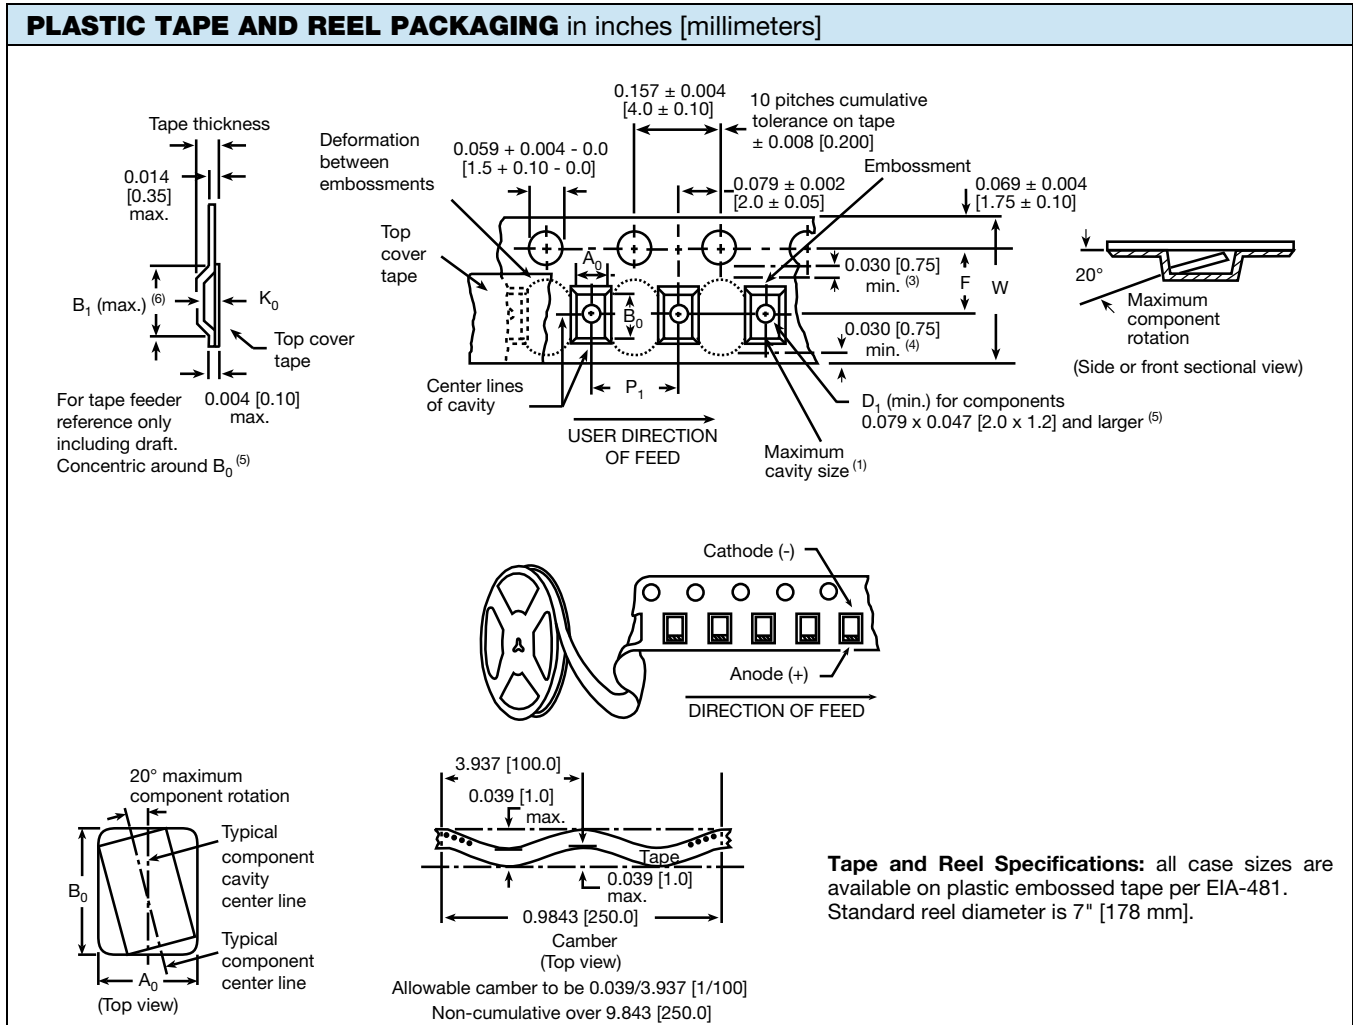 PLASTIC TAPE AND REEL PACKAGING in inches [millimeters]
Tape thickness
0.014
[0.35]
max.
B1 (max.) (6)
K0
Top cover
tape
0.004 [0.10]
max.
For tape feeder
reference only
including draft.
Concentric around B0 (5)
Deformation
between
embossments
Top
cover
tape
0.059 + 0.004 - 0.0
[1.5 + 0.10 - 0.0]
0.157 ± 0.004
[4.0 ± 0.10]
10 pitches cumulative
tolerance on tape
± 0.008 [0.200]
Embossment
0.079 ± 0.002
[2.0 ± 0.05]
0.069 ± 0.004
[1.75 ± 0.10]
A0
B0
0.030 [0.75]
min. (3)
F
W
0.030 [0.75]
min. (4)
Center lines
of cavity
P1
USER DIRECTION
OF FEED
D1 (min.) for components
0.079 x 0.047 [2.0 x 1.2] and larger (5)
Maximum
cavity size (1)
20°
Maximum
component
rotation
(Side or front sectional view)
Cathode (-)
Anode (+)
DIRECTION OF FEED
20° maximum
component rotation
Typical
component
cavity
center line
B0
Typical
component
center line
A0
(Top view)
3.937 [100.0]
0.039 [1.0]
max.
Tape
0.039 [1.0]
max.
0.9843 [250.0]
Camber
(Top view)
Allowable camber to be 0.039/3.937 [1/100]
Non-cumulative over 9.843 [250.0]
Tape and Reel Specifications: all case sizes are
available on plastic embossed tape per EIA-481.
Standard reel diameter is 7" [178 mm].